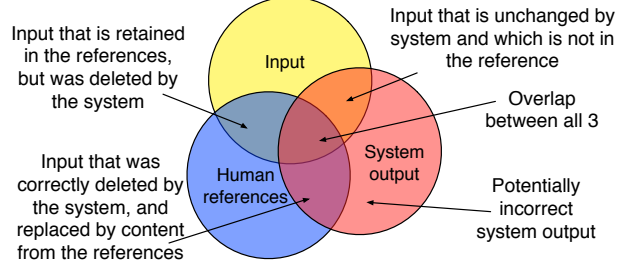 Input that is retained
in the references,
but was deleted by
the system
Input that is unchanged by
system and which is not in
the reference
Input
Overlap
between all 3
Input that was
correctly deleted by
the system, and
replaced by content
from the references
Human
references
System
output
Potentially
incorrect
system output